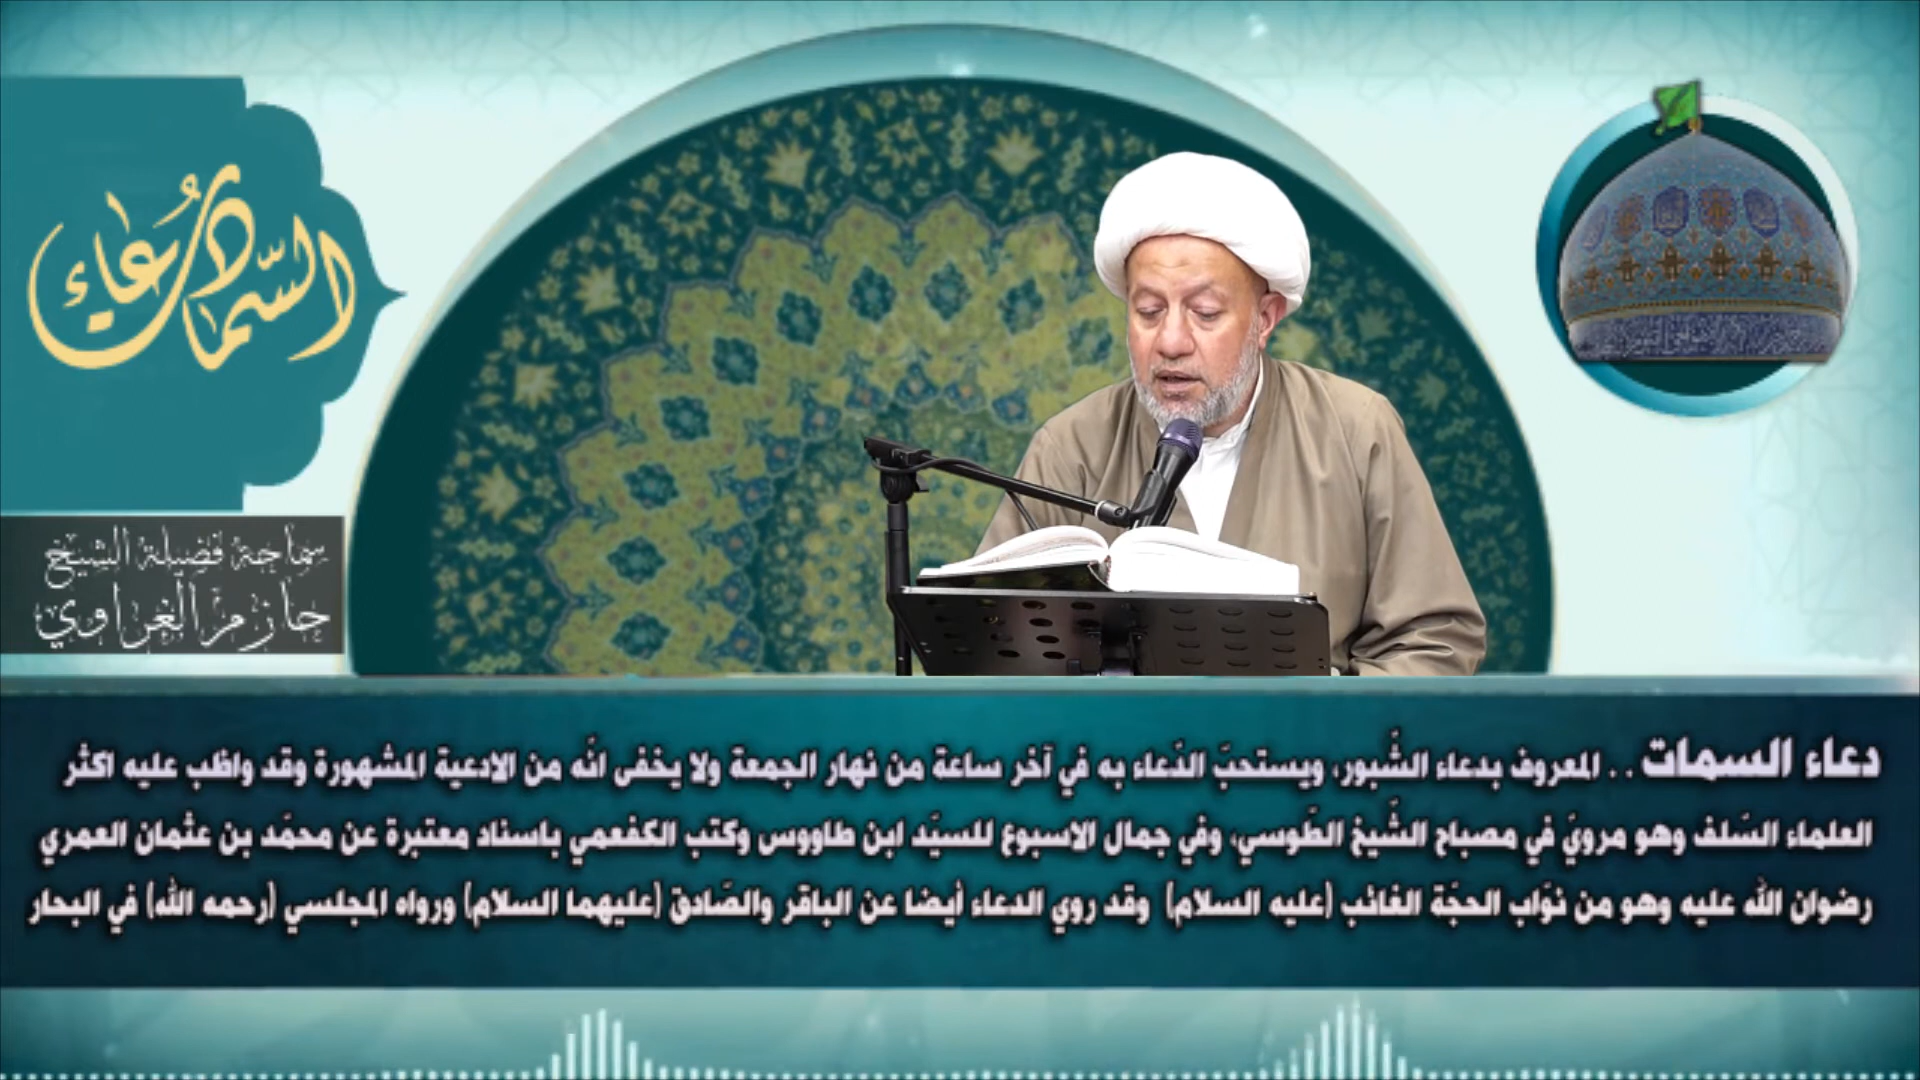 دعاء السمات
سماحة فضيلة الشيخ
حازم الغراوي
دعاء السمات . . المعروف بدعاء الشّبور، ويستحبّ الدّعاء به في آخر ساعة من نهار الجمعة ولا يخفى انّه من الادعية المشهورة وقد واظب عليه اكثر
العلماء السّلف وهو مرويّ في مصباح الشّيخ الطّوسي، وفي جمال الاسبوع للسيّد ابن طاووس وكتب الكفعمي باسناد معتبرة عن محمّد بن عثمان العمري
رضوان الله عليه وهو من نوّاب الحجّة الغائب (عليه السلام) وقد روي الدعاء أيضا عن الباقر والصّادق (عليهما السلام) ورواه المجلسي (رحمه الله) في البحار